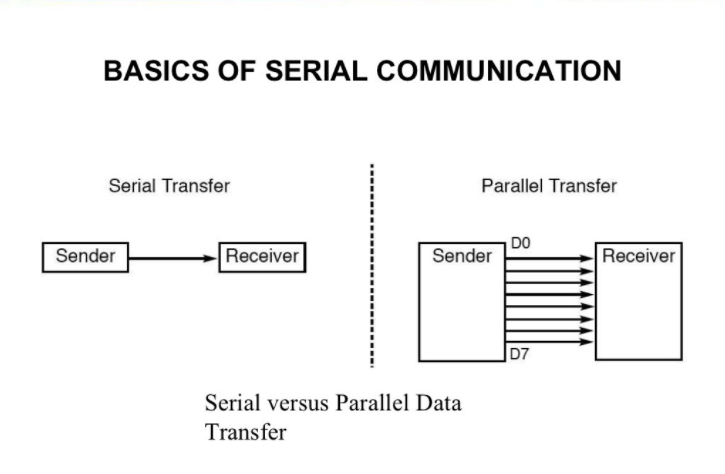 BASICS OF SERIAL COMMUNICATION
Serial Transfer
Sender
Receiver
Parallel Transfer
Sender
D0
D7
Receiver
Serial versus Parallel Data
Transfer